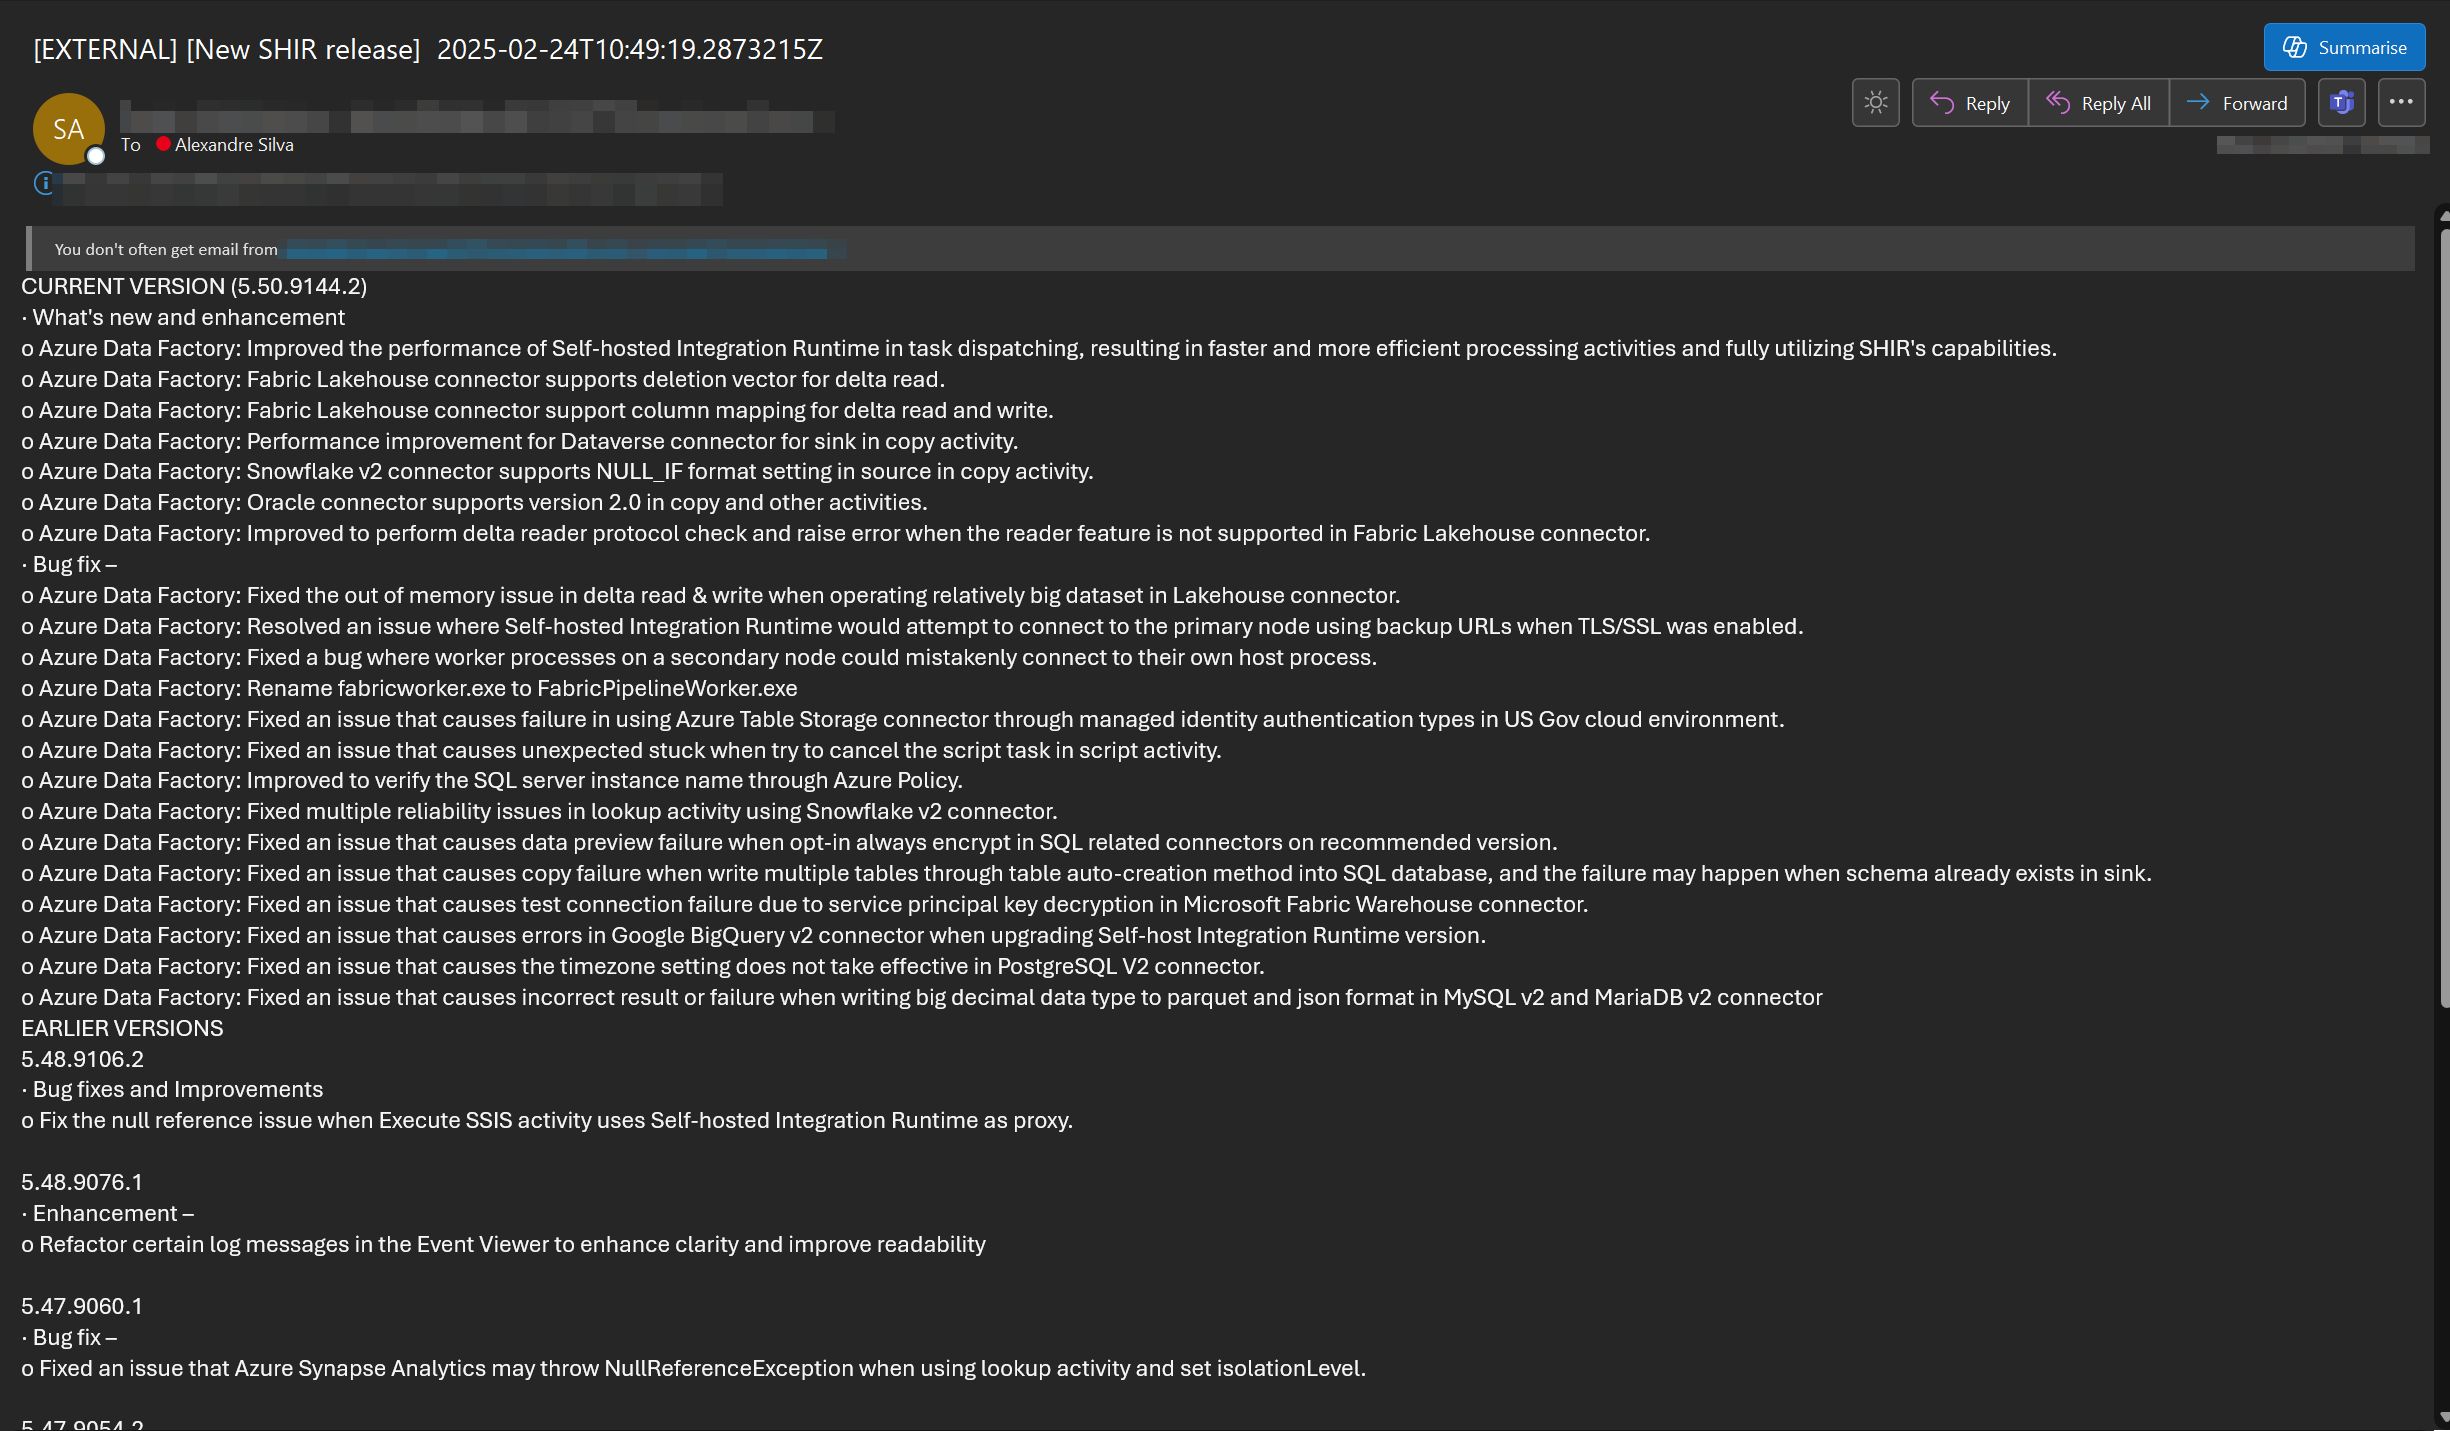 [EXTERNAL] [New SHIR release]  2025-02-24T10:49:19.2873215Z
Summarise
Reply
Reply All
Forward
SA
To Alexandre Silva
You don't often get email from
CURRENT VERSION (5.50.9144.2)
· What's new and enhancement
o Azure Data Factory: Improved the performance of Self-hosted Integration Runtime in task dispatching, resulting in faster and more efficient processing activities and fully utilizing SHIR's capabilities.
o Azure Data Factory: Fabric Lakehouse connector supports deletion vector for delta read.
o Azure Data Factory: Fabric Lakehouse connector support column mapping for delta read and write.
o Azure Data Factory: Performance improvement for Dataverse connector for sink in copy activity.
o Azure Data Factory: Snowflake v2 connector supports NULL_IF format setting in source in copy activity.
o Azure Data Factory: Oracle connector supports version 2.0 in copy and other activities.
o Azure Data Factory: Improved to perform delta reader protocol check and raise error when the reader feature is not supported in Fabric Lakehouse connector.
· Bug fix –
o Azure Data Factory: Fixed the out of memory issue in delta read & write when operating relatively big dataset in Lakehouse connector.
o Azure Data Factory: Resolved an issue where Self-hosted Integration Runtime would attempt to connect to the primary node using backup URLs when TLS/SSL was enabled.
o Azure Data Factory: Fixed a bug where worker processes on a secondary node could mistakenly connect to their own host process.
o Azure Data Factory: Rename fabricworker.exe to FabricPipelineWorker.exe
o Azure Data Factory: Fixed an issue that causes failure in using Azure Table Storage connector through managed identity authentication types in US Gov cloud environment.
o Azure Data Factory: Fixed an issue that causes unexpected stuck when try to cancel the script task in script activity.
o Azure Data Factory: Improved to verify the SQL server instance name through Azure Policy.
o Azure Data Factory: Fixed multiple reliability issues in lookup activity using Snowflake v2 connector.
o Azure Data Factory: Fixed an issue that causes data preview failure when opt-in always encrypt in SQL related connectors on recommended version.
o Azure Data Factory: Fixed an issue that causes copy failure when write multiple tables through table auto-creation method into SQL database, and the failure may happen when schema already exists in sink.
o Azure Data Factory: Fixed an issue that causes test connection failure due to service principal key decryption in Microsoft Fabric Warehouse connector.
o Azure Data Factory: Fixed an issue that causes errors in Google BigQuery v2 connector when upgrading Self-host Integration Runtime version.
o Azure Data Factory: Fixed an issue that causes the timezone setting does not take effective in PostgreSQL V2 connector.
o Azure Data Factory: Fixed an issue that causes incorrect result or failure when writing big decimal data type to parquet and json format in MySQL v2 and MariaDB v2 connector
EARLIER VERSIONS
5.48.9106.2
· Bug fixes and Improvements
o Fix the null reference issue when Execute SSIS activity uses Self-hosted Integration Runtime as proxy.
5.48.9076.1
· Enhancement –
o Refactor certain log messages in the Event Viewer to enhance clarity and improve readability
5.47.9060.1
· Bug fix –
o Fixed an issue that Azure Synapse Analytics may throw NullReferenceException when using lookup activity and set isolationLevel.
5.47.9054.2